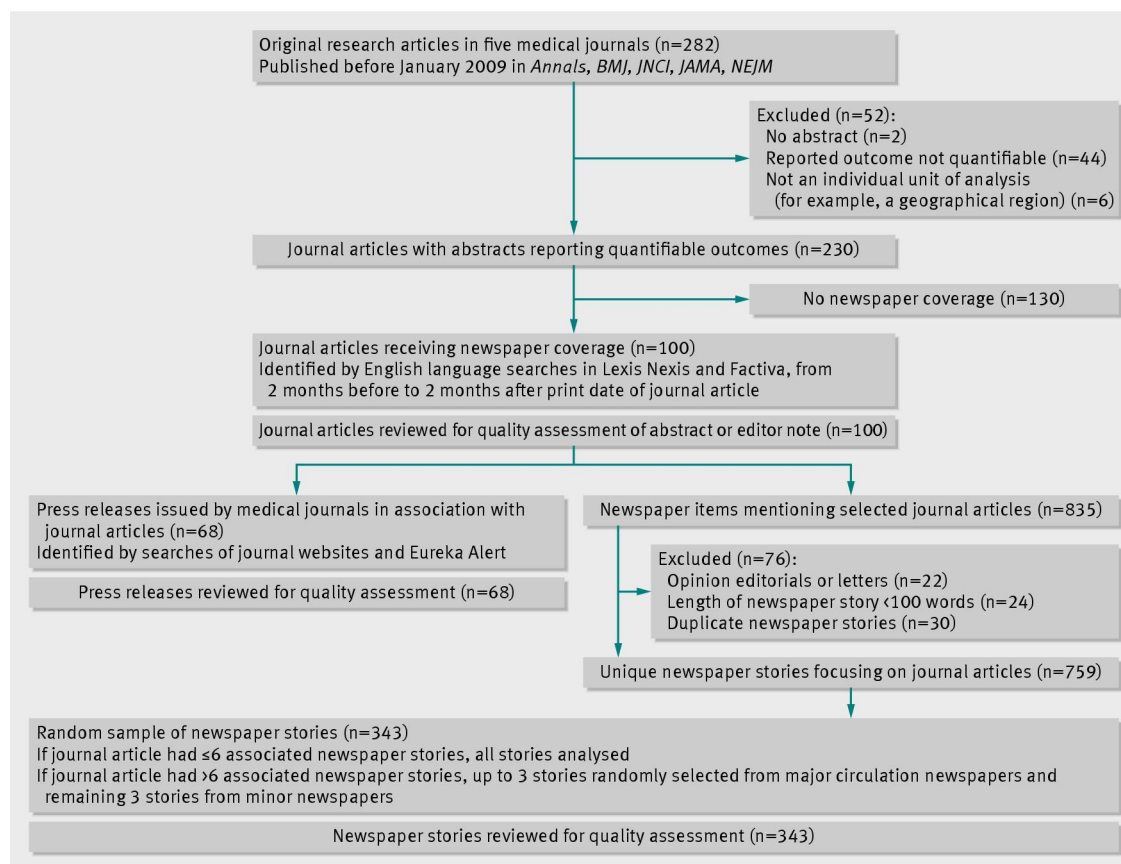 Original research articles in five medical journals (n=282)
Published before January 2009 in Annals, BMJ, JNCI, JAMA, NEJM
Excluded (n=52):
No abstract (n=2)
Reported outcome not quantifiable (n=44)
Not an individual unit of analysis
(for example, a geographical region) (n=6)
Journal articles with abstracts reporting quantifiable outcomes (n=230)
No newspaper coverage (n=130)
Journal articles receiving newspaper coverage (n=100)
Identified by English language searches in Lexis Nexis and Factiva, from
2 months before to 2 months after print date of journal article
Journal articles reviewed for quality assessment of abstract or editor note (n=100)
Press releases issued by medical journals in association with
journal articles (n=68)
Identified by searches of journal websites and Eureka Alert
Press releases reviewed for quality assessment (n=68)
Newspaper items mentioning selected journal articles (n=835)
Excluded (n=76):
Opinion editorials or letters (n=22)
Length of newspaper story <100 words (n=24)
Duplicate newspaper stories (n=30)
Unique newspaper stories focusing on journal articles (n=759)
Random sample of newspaper stories (n=343)
If journal article had ≤6 associated newspaper stories, all stories analysed
If journal article had >6 associated newspaper stories, up to 3 stories randomly selected from major circulation newspapers and
remaining 3 stories from minor newspapers
Newspaper stories reviewed for quality assessment (n=343)